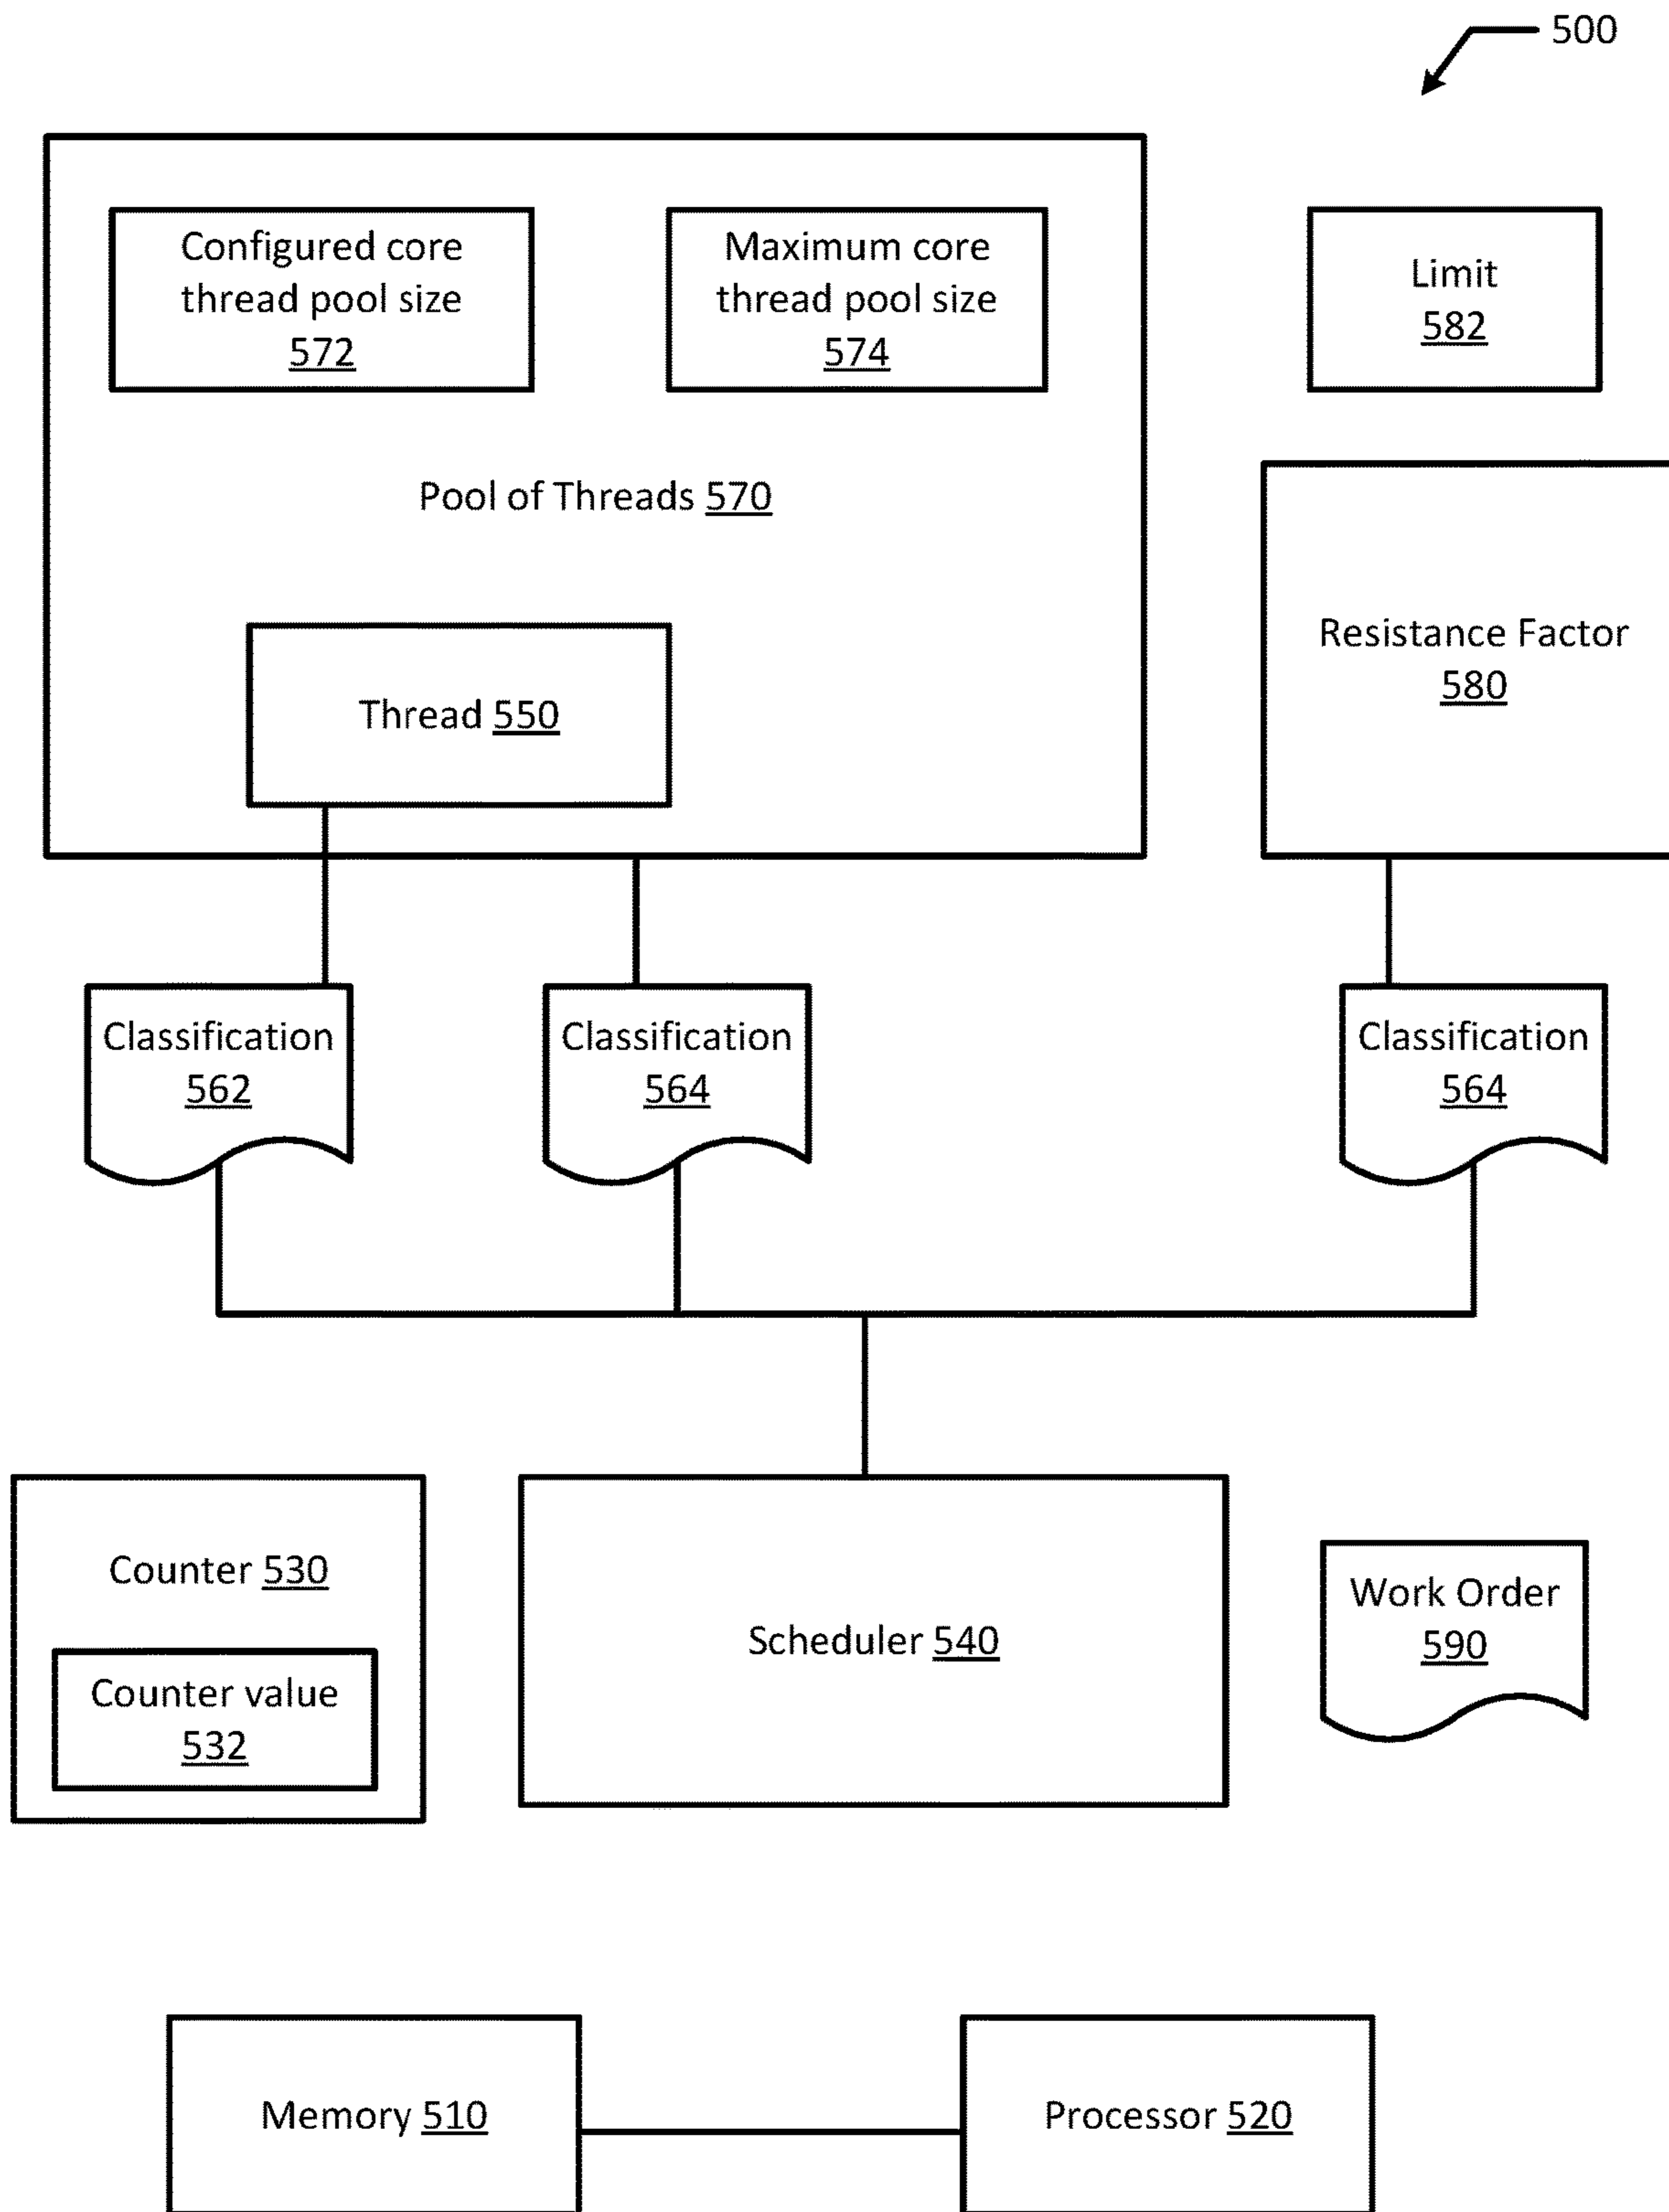 500
Configured core
thread pool size
572
Maximum core
thread pool size
574
Limit
582
Pool of Threads 570
Resistance Factor
580
Thread 550
Classification
562
Classification
564
Classification
564
Counter 530
Counter value
532
Scheduler 540
Work Order
590
Memory 510
Processor 520